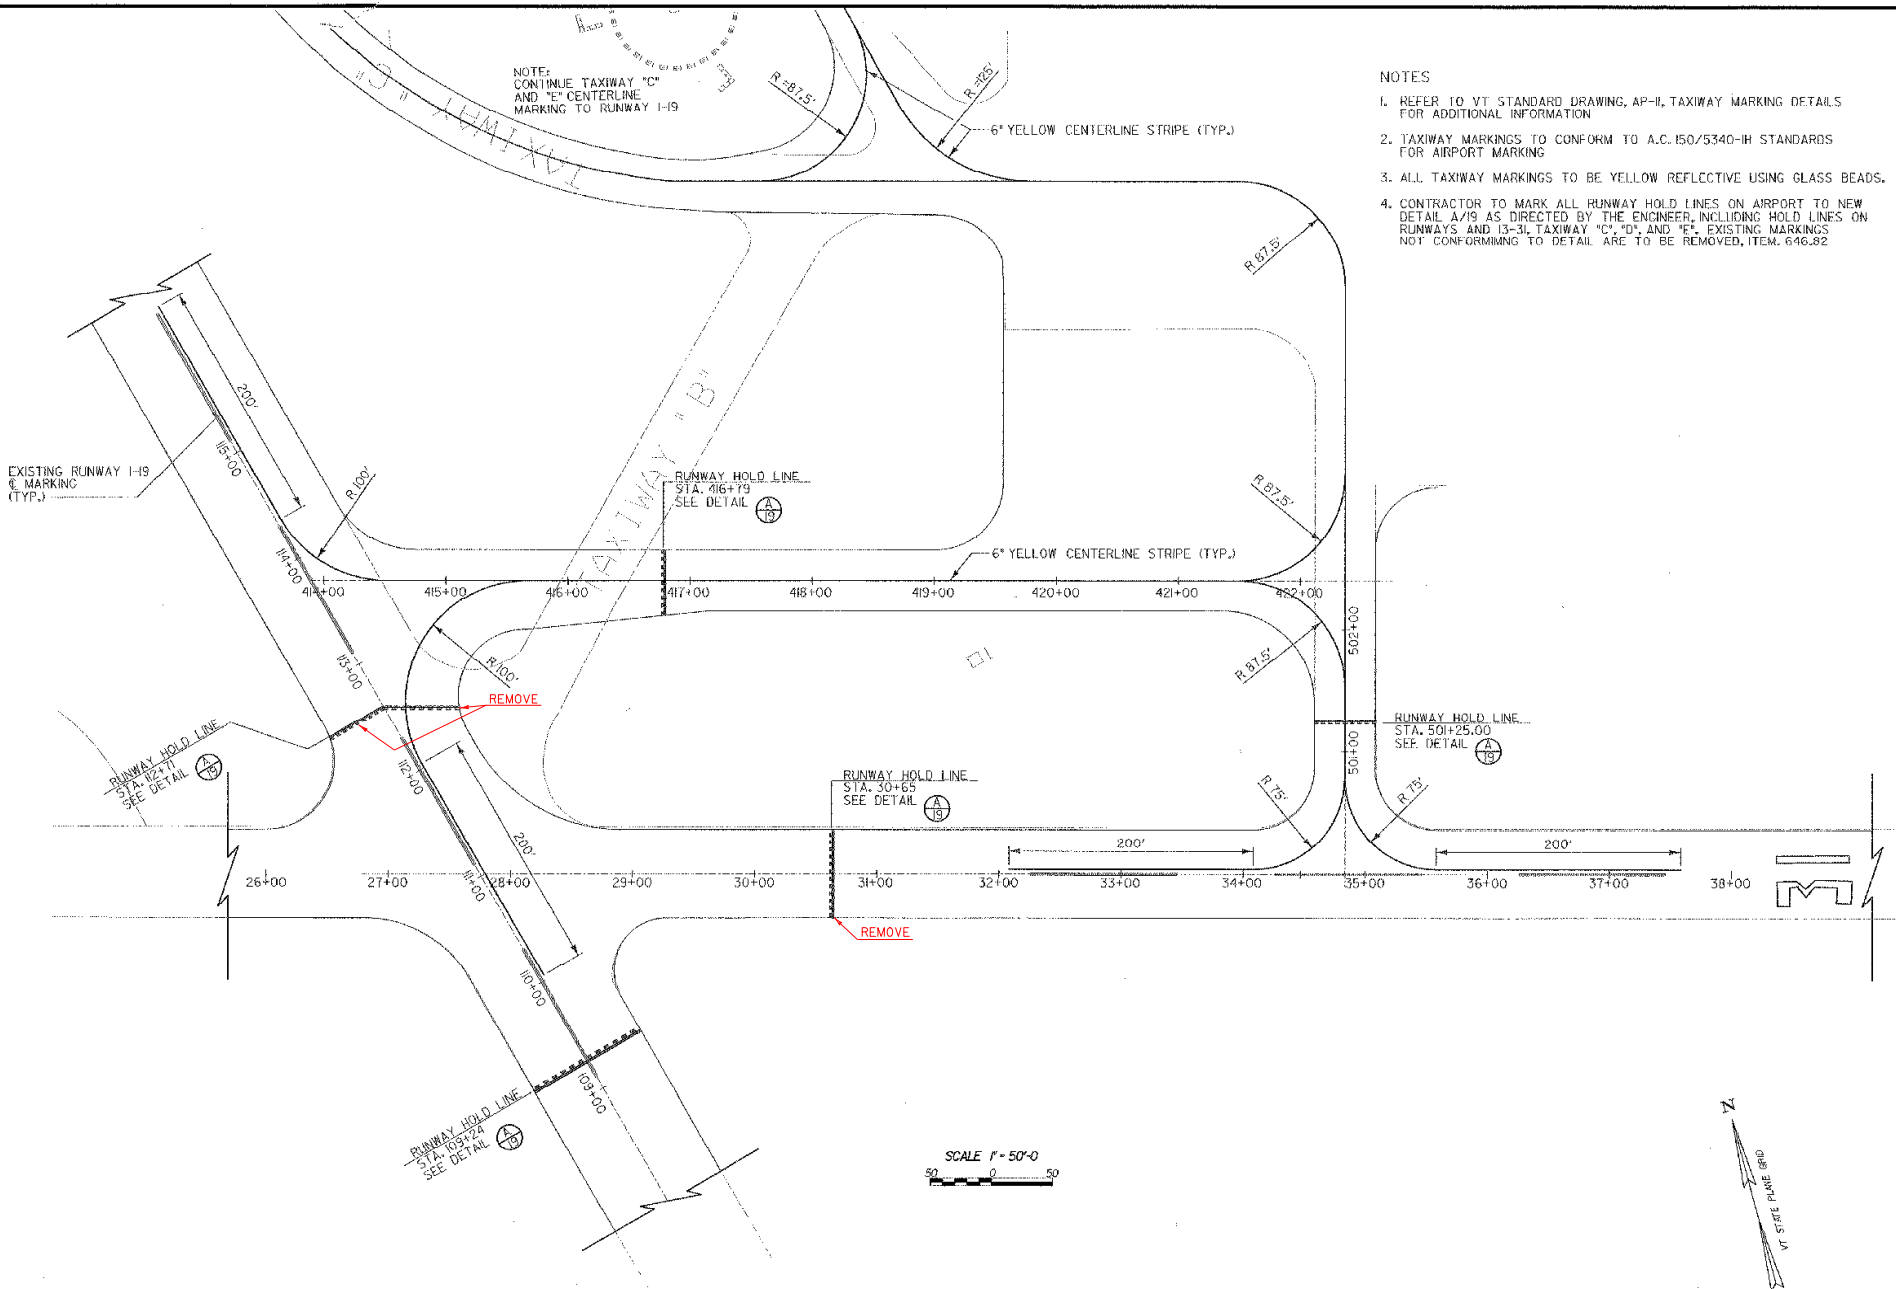 NOTE:
CONTINUE TAXIWAY "C"
AND "E" CENTERLINE
MARKING TO RUNWAY 1-19
TAXIWAY "C"
E
E
R =87.5'
R =125'
6" YELLOW CENTERLINE STRIPE (TYP.)
NOTES
1. REFER TO VT STANDARD DRAWING, AP-11, TAXIWAY MARKING DETAILS
FOR ADDITIONAL INFORMATION
2. TAXIWAY MARKINGS TO CONFORM TO A.C. 150/5340-1H STANDARDS
FOR AIRPORT MARKING
3. ALL TAXIWAY MARKINGS TO BE YELLOW REFLECTIVE USING GLASS BEADS.
4. CONTRACTOR TO MARK ALL RUNWAY HOLD LINES ON AIRPORT TO NEW
DETAIL A/19 AS DIRECTED BY THE ENGINEER, INCLUDING HOLD LINES ON
RUNWAYS AND 13-31, TAXIWAY "C", "D", AND "E". EXISTING MARKINGS
NOT CONFORMIMNG TO DETAIL ARE TO BE REMOVED, ITEM. 646.82
R 87.5'
200'
115+00
EXISTING RUNWAY 1-19
℄ MARKING
(TYP.)
R 100'
TAXIWAY "B"
RUNWAY HOLD LINE
STA. 416+79
SEE DETAIL A/19
R 87.5'
6" YELLOW CENTERLINE STRIPE (TYP.)
114+00
414+00
415+00
416+00
417+00
418+00
419+00
420+00
421+00
422+00
502+00
R 100'
R 87.5'
113+00
REMOVE
RUNWAY HOLD LINE
STA. 112+71
SEE DETAIL A/19
112+00
RUNWAY HOLD LINE
STA. 501+25.00
SEE DETAIL A/19
501+00
RUNWAY HOLD LINE
STA. 30+65
SEE DETAIL A/19
R 75'
R 75'
200'
200'
200'
26+00
27+00
111+00
28+00
29+00
30+00
31+00
32+00
33+00
34+00
35+00
36+00
37+00
38+00
REMOVE
110+00
109+00
RUNWAY HOLD LINE
STA. 109+24
SEE DETAIL A/19
SCALE 1" = 50'-0
50 0 50
N
VT STATE PLANE GRID